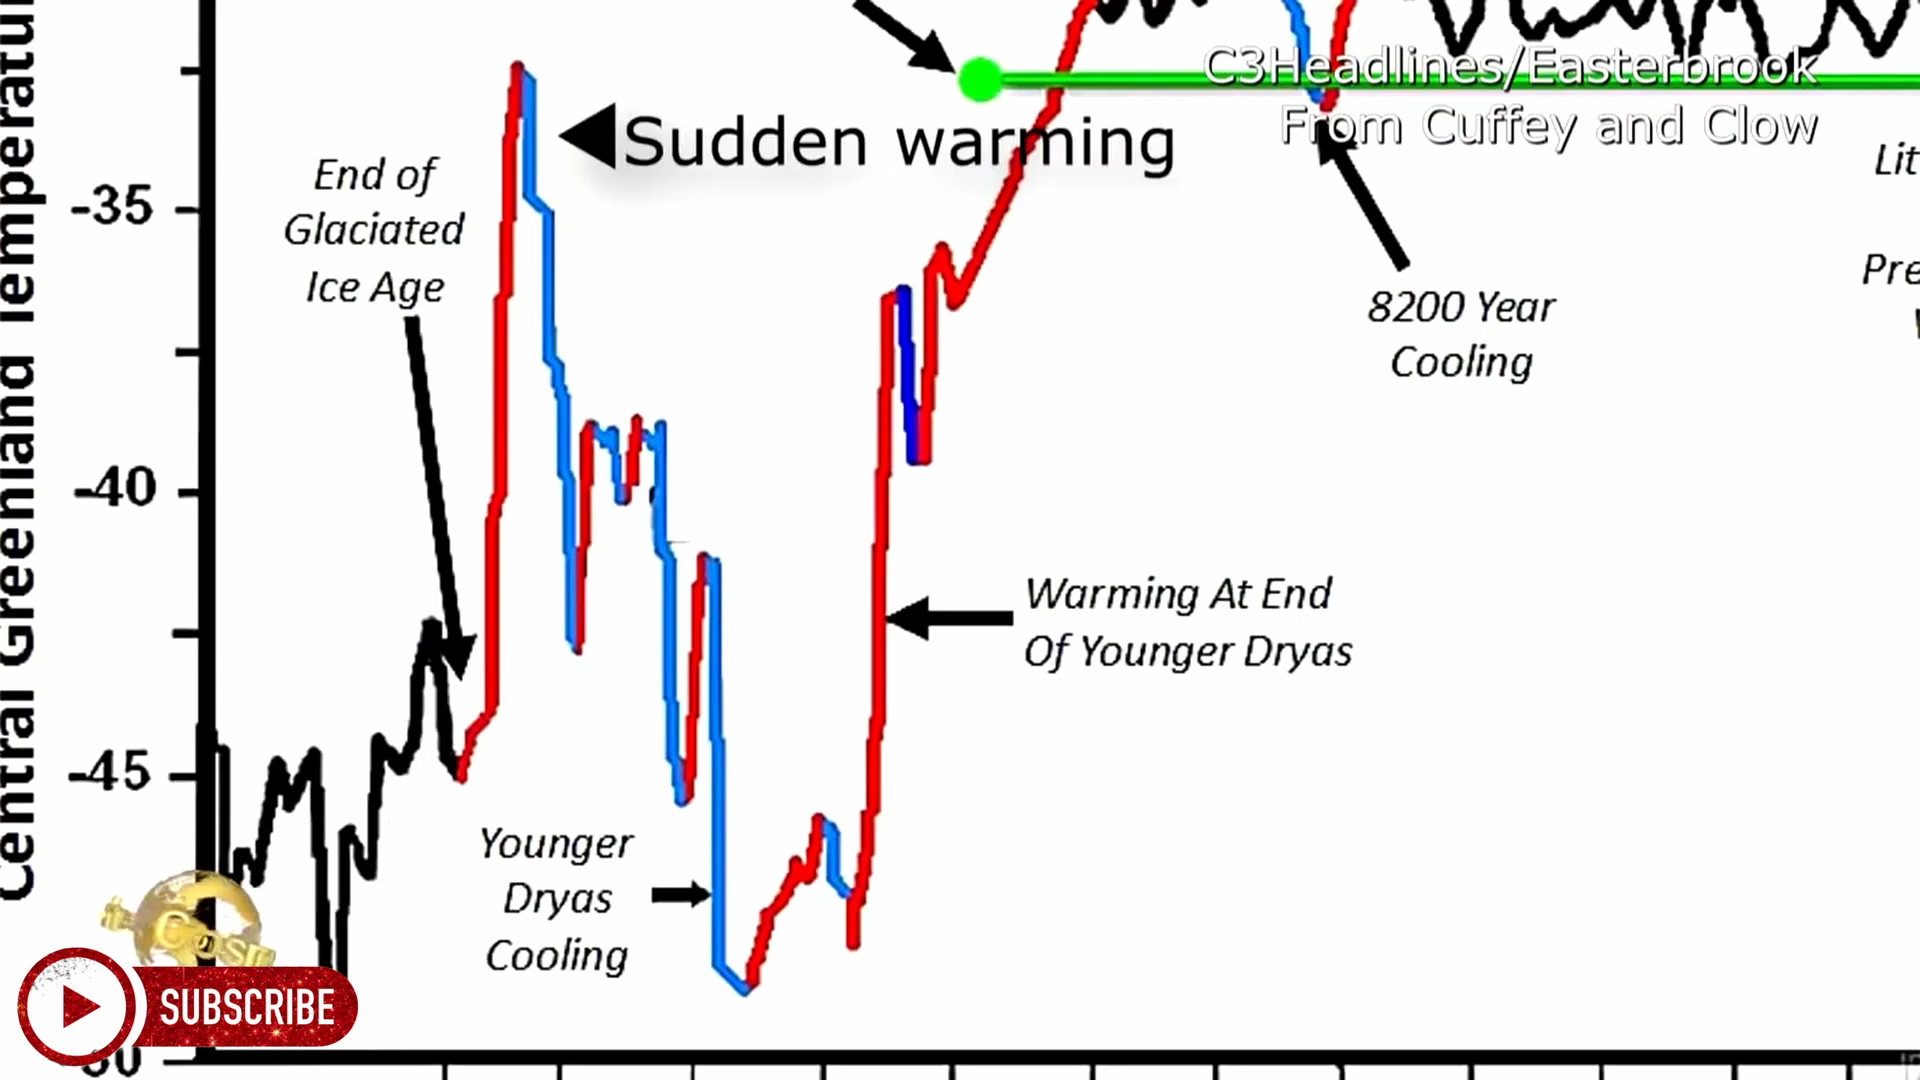 Central Greenland Temperatur
C3Headlines/Easterbrook
From Cuffey and Clow
Sudden warming
End of
Glaciated
Ice Age
-35
Lit
Pre
8200 Year
Cooling
-40
Warming At End
Of Younger Dryas
-45
Younger
Dryas
Cooling
SUBSCRIBE